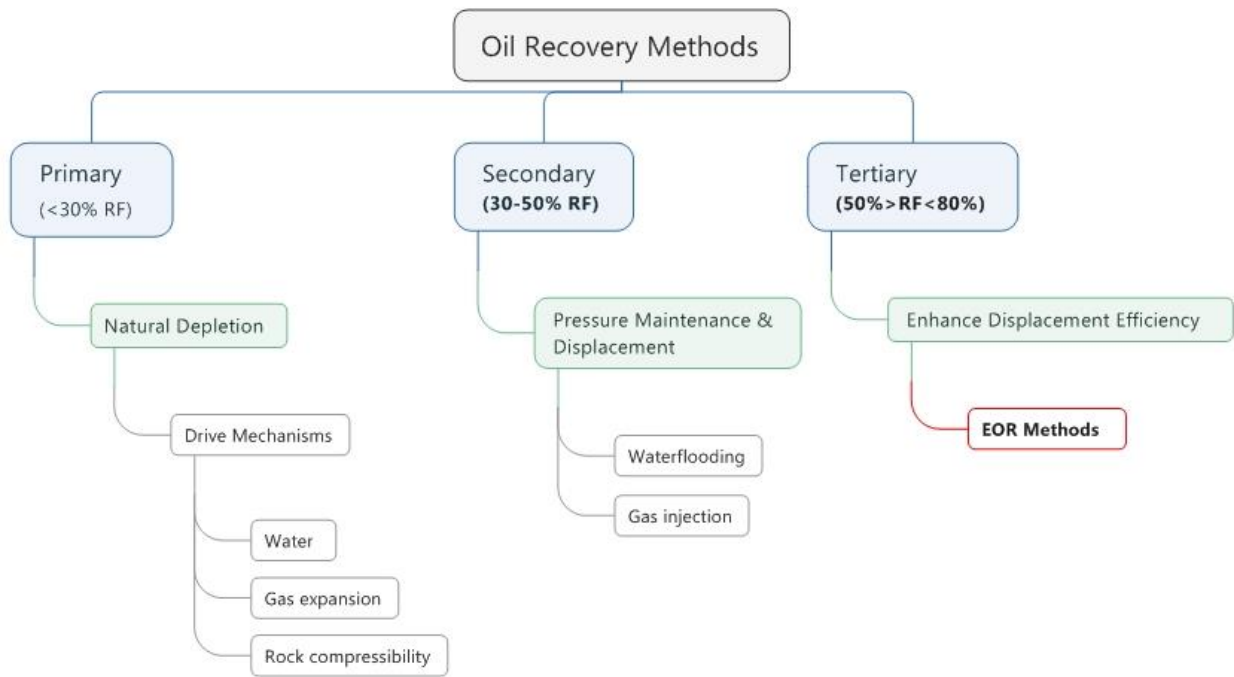 Oil Recovery Methods
Primary
(<30% RF)
Secondary
(30-50% RF)
Tertiary
(50%>RF<80%)
Natural Depletion
Pressure Maintenance &
Displacement
Enhance Displacement Efficiency
Drive Mechanisms
EOR Methods
Waterflooding
Gas injection
Water
Gas expansion
Rock compressibility